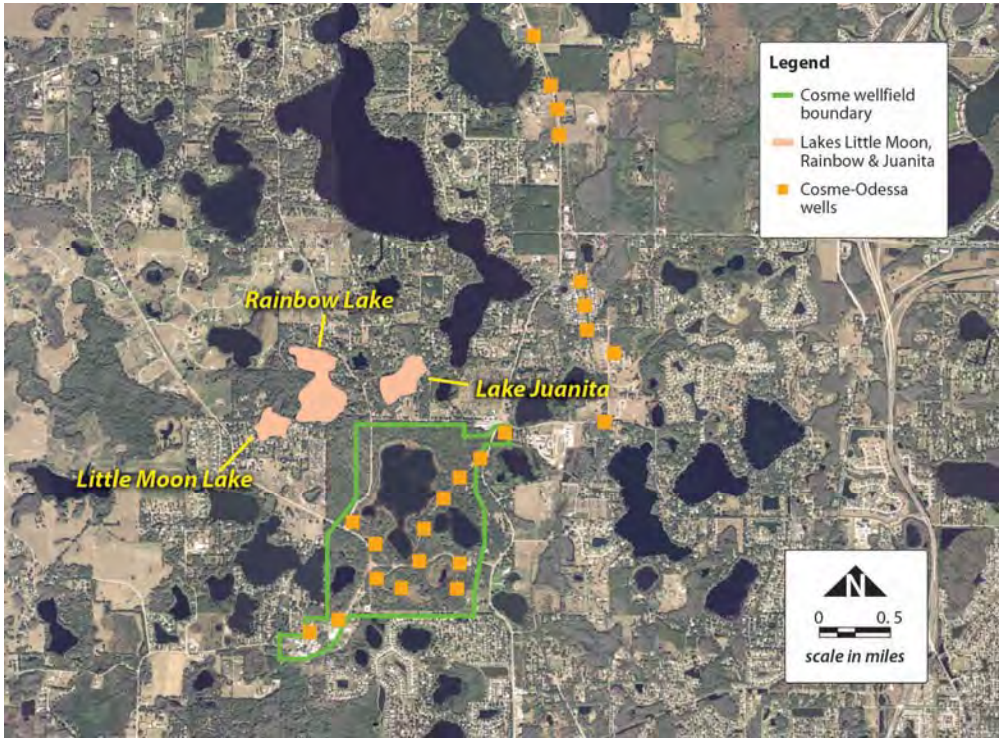 Legend
Cosme wellfield
boundary
Lakes Little Moon,
Rainbow & Juanita
Cosme-Odessa
wells
Rainbow Lake
Lake Juanita
Little Moon Lake
N
0 0.5
scale in miles